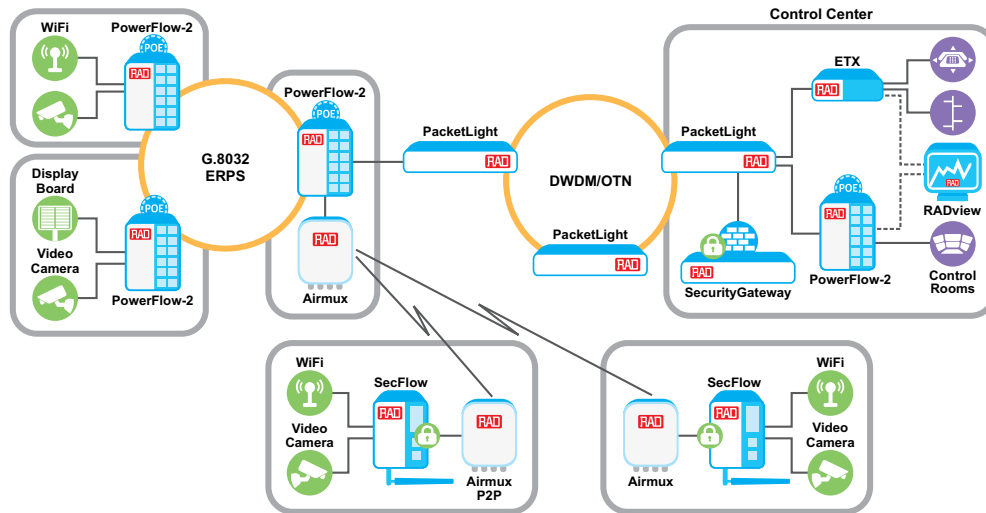 Control Center
WiFi
PowerFlow-2
POE
RAD
PowerFlow-2
POE
RAD
G.8032
ERPS
Display
Board
Video
Camera
POE
RAD
PowerFlow-2
RAD
Airmux
PacketLight
RAD
DWDM/OTN
PacketLight
RAD
PacketLight
RAD
ETX
RAD
RAD
RADview
POE
RAD
PowerFlow-2
Control
Rooms
RAD
SecurityGateway
WiFi
Video
Camera
SecFlow
RAD
RAD
Airmux
P2P
RAD
Airmux
SecFlow
RAD
WiFi
Video
Camera